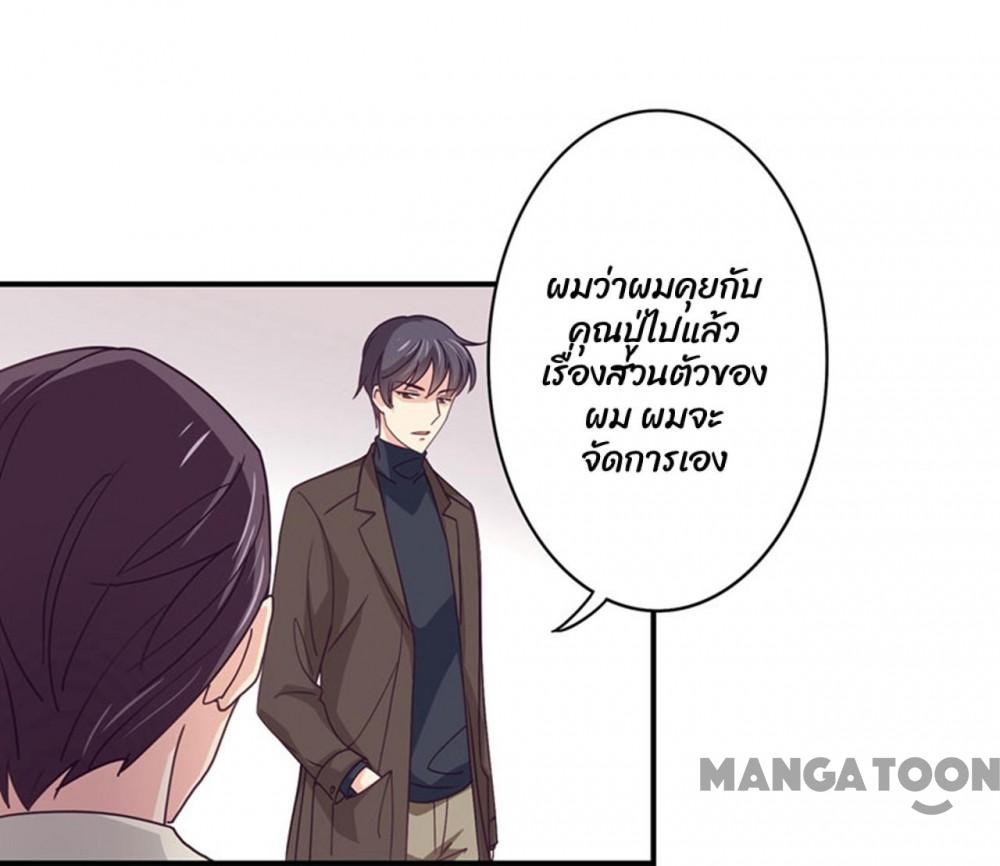 ผมว่าผมคุยกับ
คุณปู่ไปแล้ว
เรื่องส่วนตัวของ
ผม ผมจะ
จัดการเอง
MANGATOON